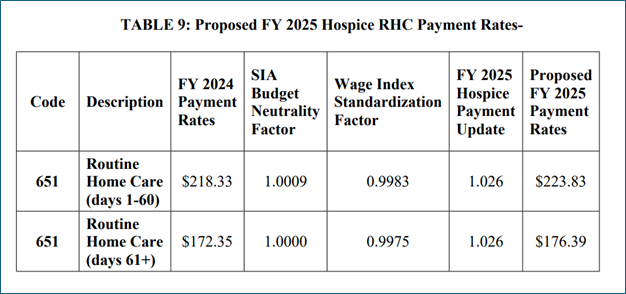 TABLE 9: Proposed FY 2025 Hospice RHC Payment Rates-
Code | Description | FY 2024 Payment Rates | SIA Budget Neutrality Factor | Wage Index Standardization Factor | FY 2025 Hospice Payment Update | Proposed FY 2025 Payment Rates
651 | Routine Home Care (days 1-60) | $218.33 | 1.0009 | 0.9983 | 1.026 | $223.83
651 | Routine Home Care (days 61+) | $172.35 | 1.0000 | 0.9975 | 1.026 | $176.39